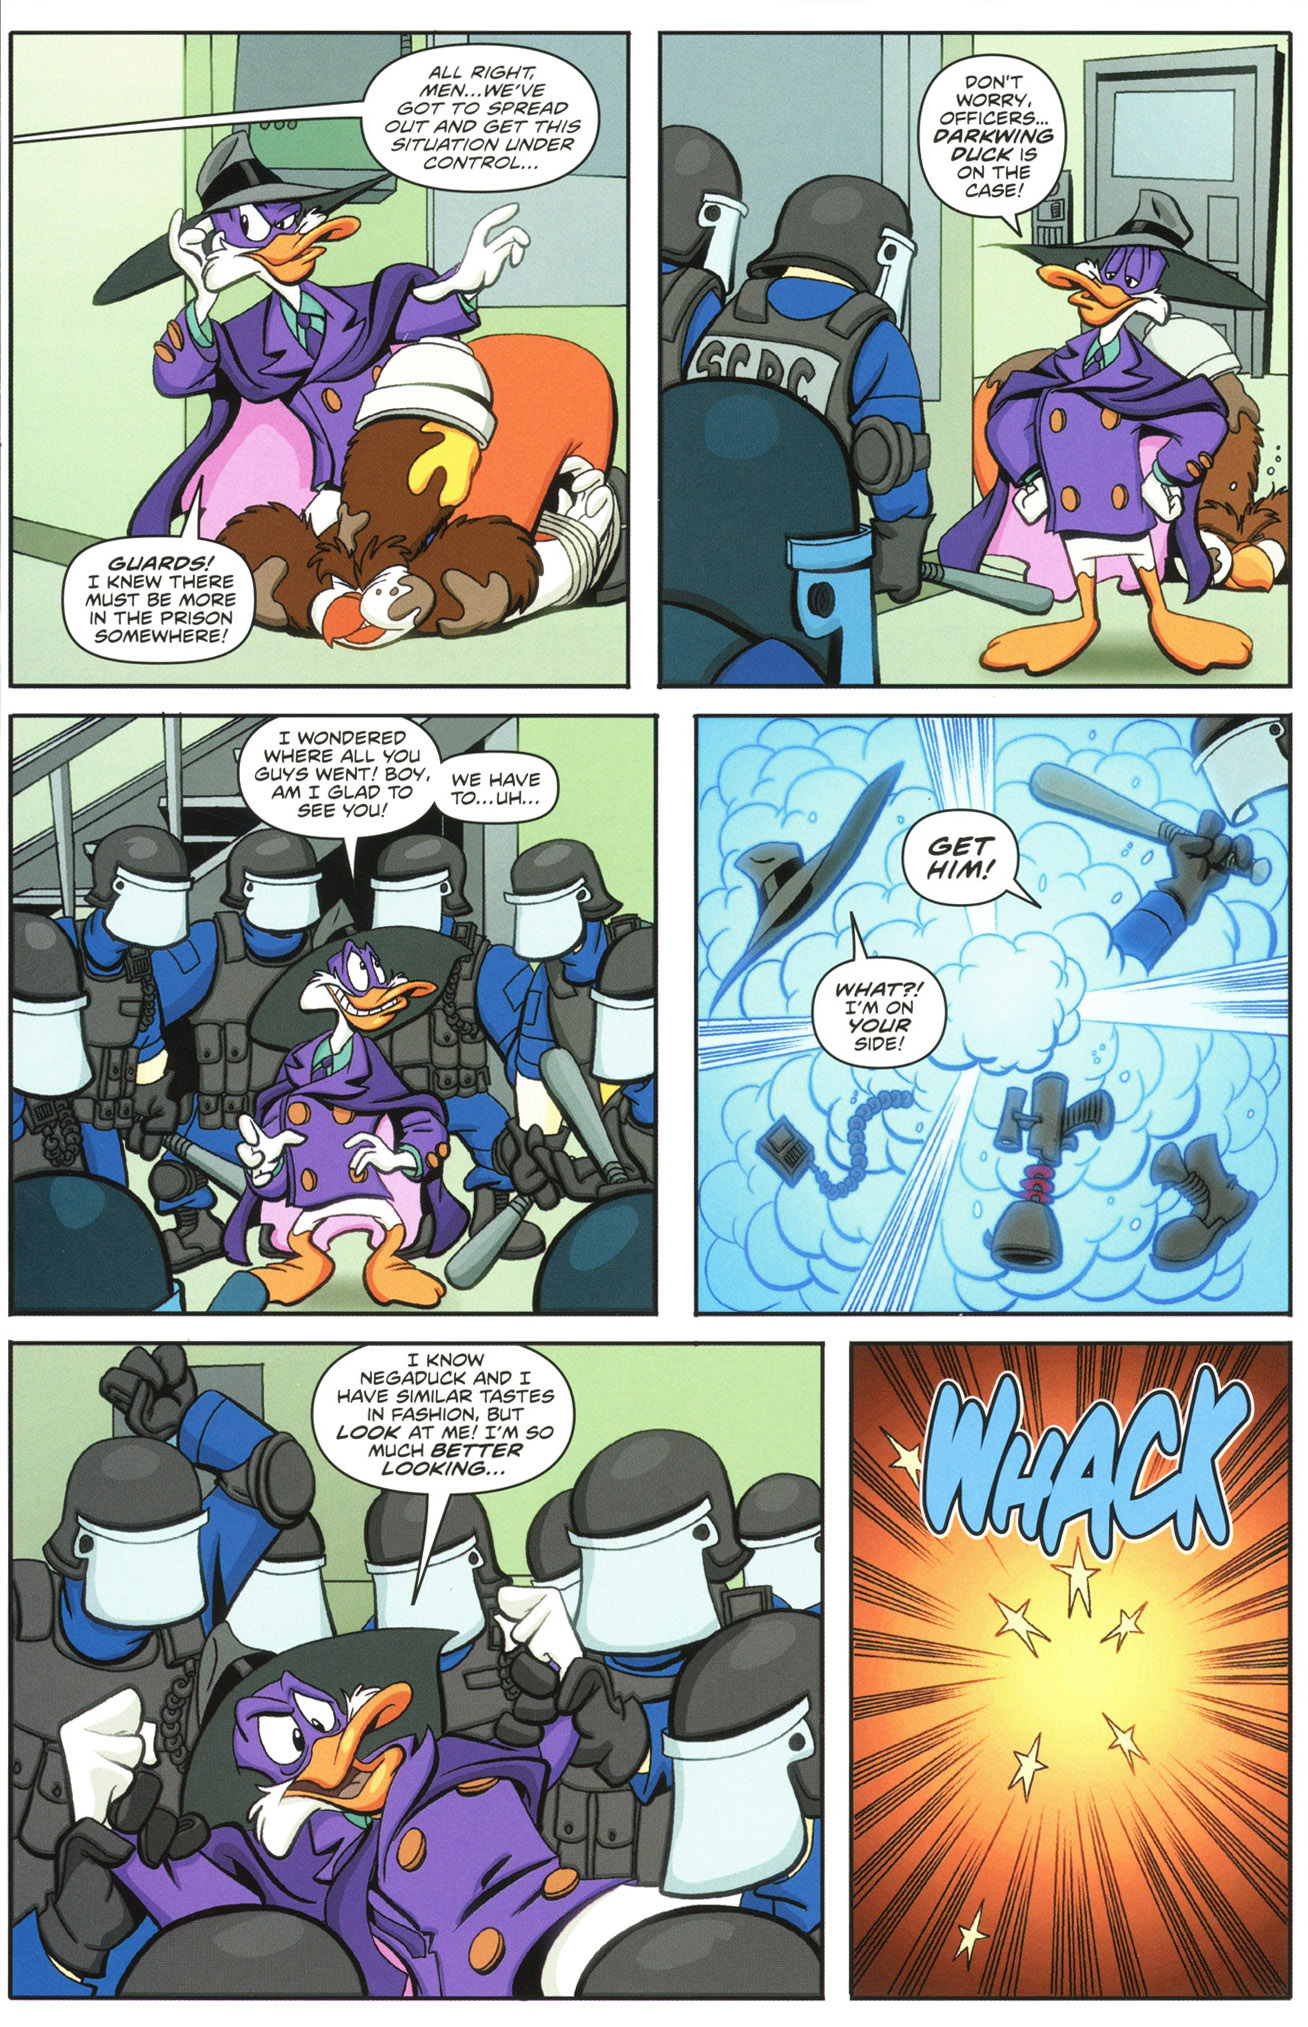 ALL RIGHT,
MEN...WE'VE
GOT TO SPREAD
OUT AND GET THIS
SITUATION UNDER
CONTROL...
GUARDS!
I KNEW THERE
MUST BE MORE
IN THE PRISON
SOMEWHERE!
DON'T
WORRY,
OFFICERS...
DARKWING
DUCK IS
ON THE
CASE!
I WONDERED
WHERE ALL YOU
GUYS WENT! BOY,
AM I GLAD TO
SEE YOU!
WE HAVE
TO...UH...
GET
HIM!
WHAT?!
I'M ON
YOUR
SIDE!
I KNOW
NEGADUCK AND I
HAVE SIMILAR TASTES
IN FASHION, BUT
LOOK AT ME! I'M SO
MUCH BETTER
LOOKING...
WHACK